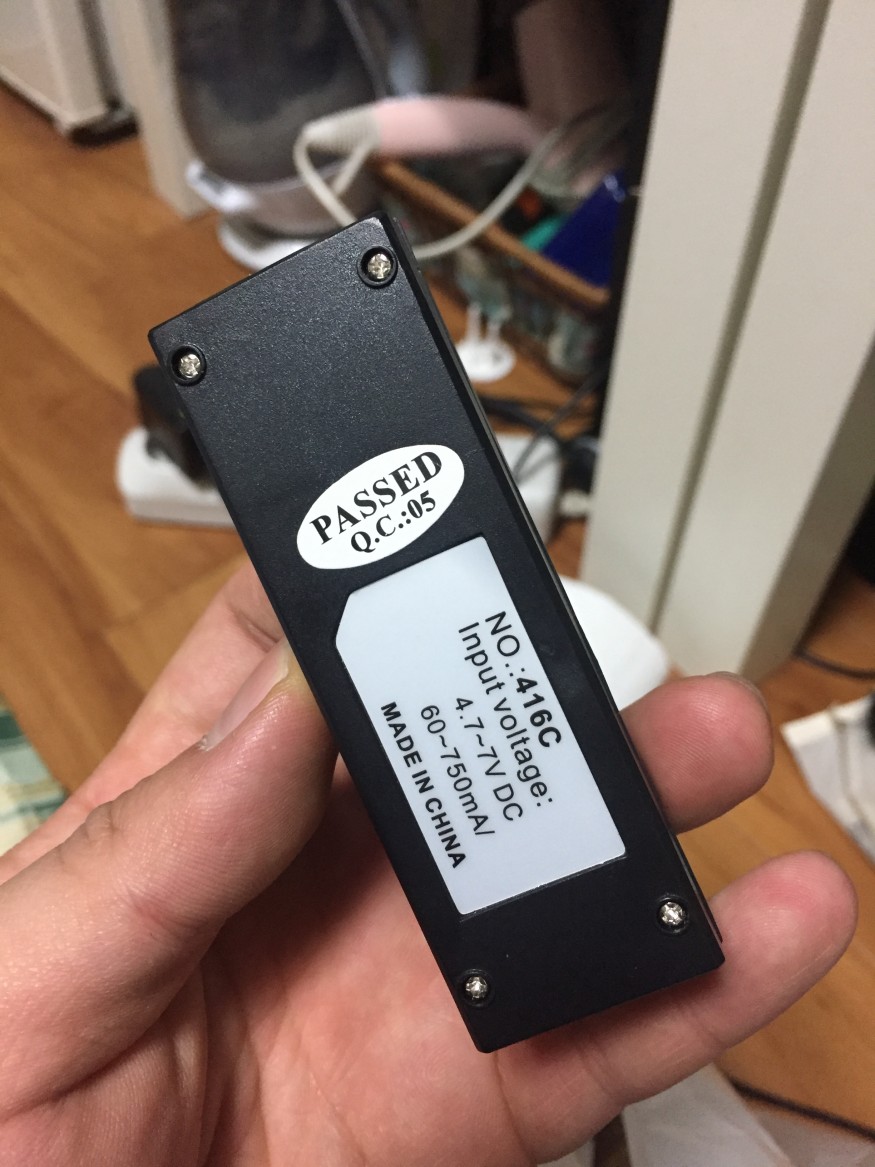 PASSED
Q.C.:05
NO.:416C
Input voltage:
4.7~7V DC
60~750mA/
MADE IN CHINA